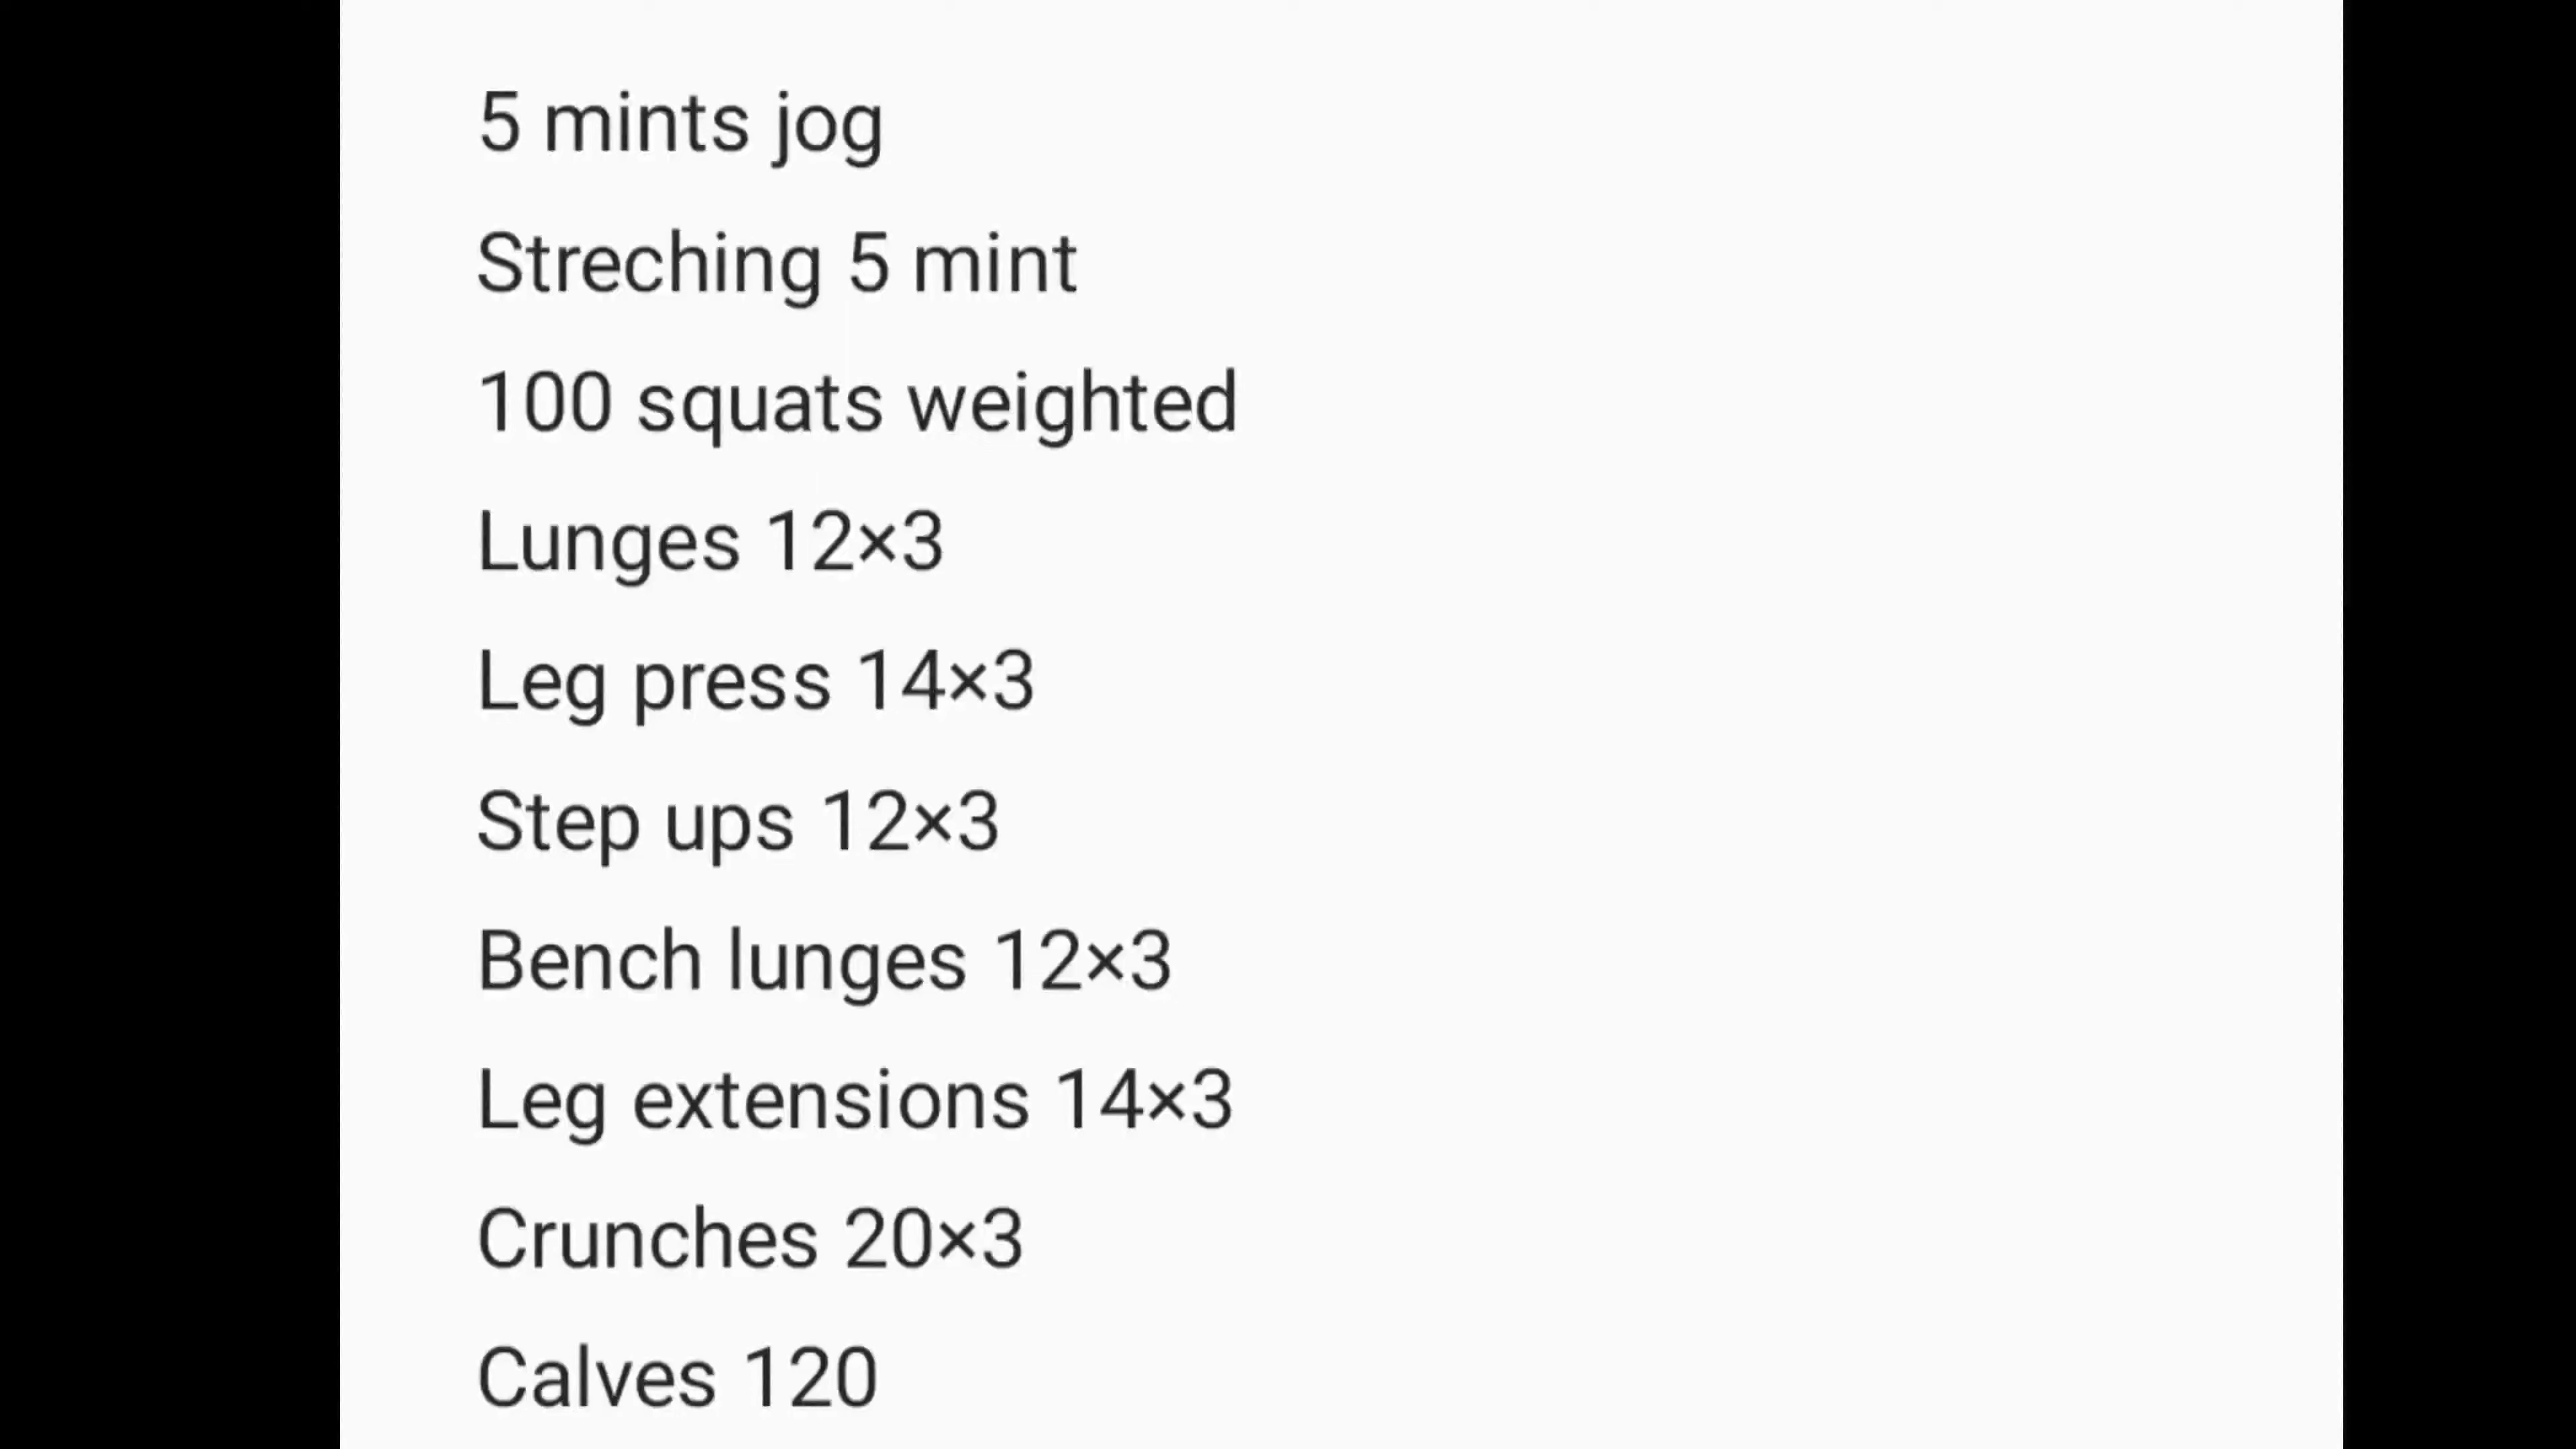 5 mints jog
Streching 5 mint
100 squats weighted
Lunges 12×3
Leg press 14×3
Step ups 12×3
Bench lunges 12×3
Leg extensions 14×3
Crunches 20×3
Calves 120